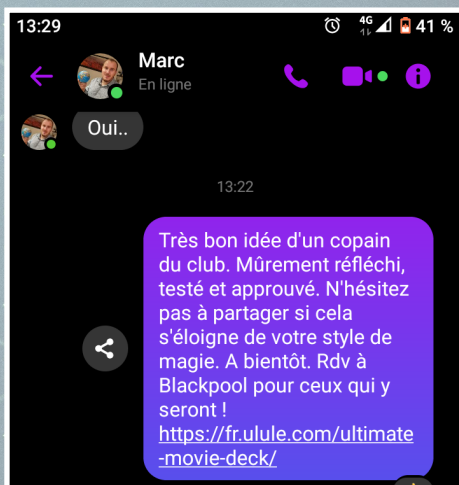 13:29
4G
41 %
Marc
En ligne
Oui..
13:22
Très bon idée d'un copain
du club. Mûrement réfléchi,
testé et approuvé. N'hésitez
pas à partager si cela
s'éloigne de votre style de
magie. A bientôt. Rdv à
Blackpool pour ceux qui y
seront !
https://fr.ulule.com/ultimate
-movie-deck/